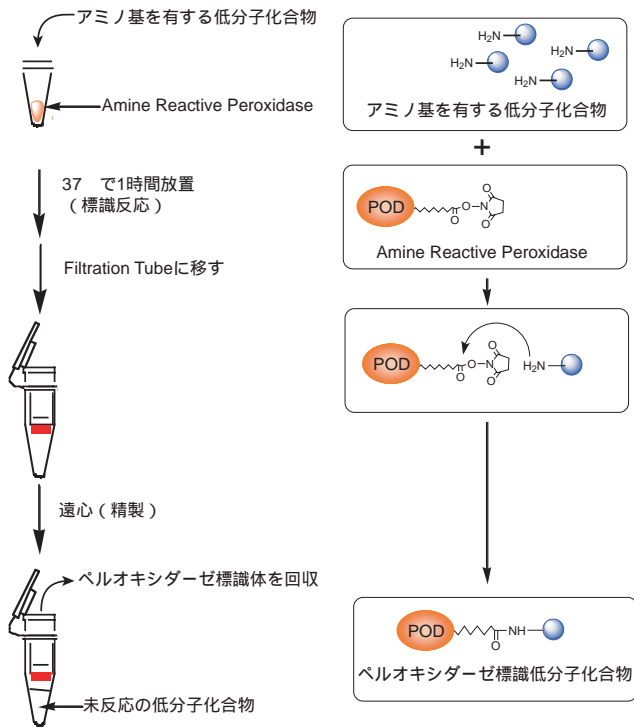 アミノ基を有する低分子化合物
Amine Reactive Peroxidase
37　で1時間放置
（標識反応）
Filtration Tubeに移す
遠心（精製）
ペルオキシダーゼ標識体を回収
未反応の低分子化合物
H₂N
H₂N
H₂N
H₂N
アミノ基を有する低分子化合物
+
POD
O
O
N
O
O
Amine Reactive Peroxidase
POD
O
O
N
O
O
H₂N
POD
O
NH
ペルオキシダーゼ標識低分子化合物